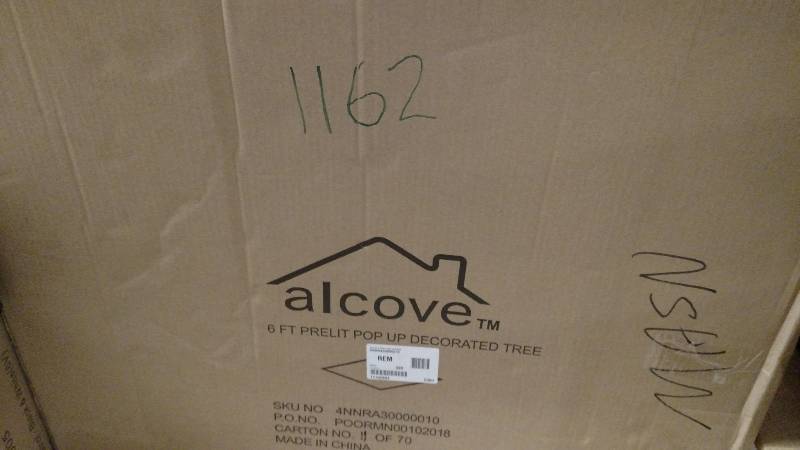 1162
alcove™
6 FT PRELIT POP UP DECORATED TREE
REM
SKU NO 4NNRA30000010
P.O.NO. POORMN00102018
CARTON NO. 11 OF 70
MADE IN CHINA